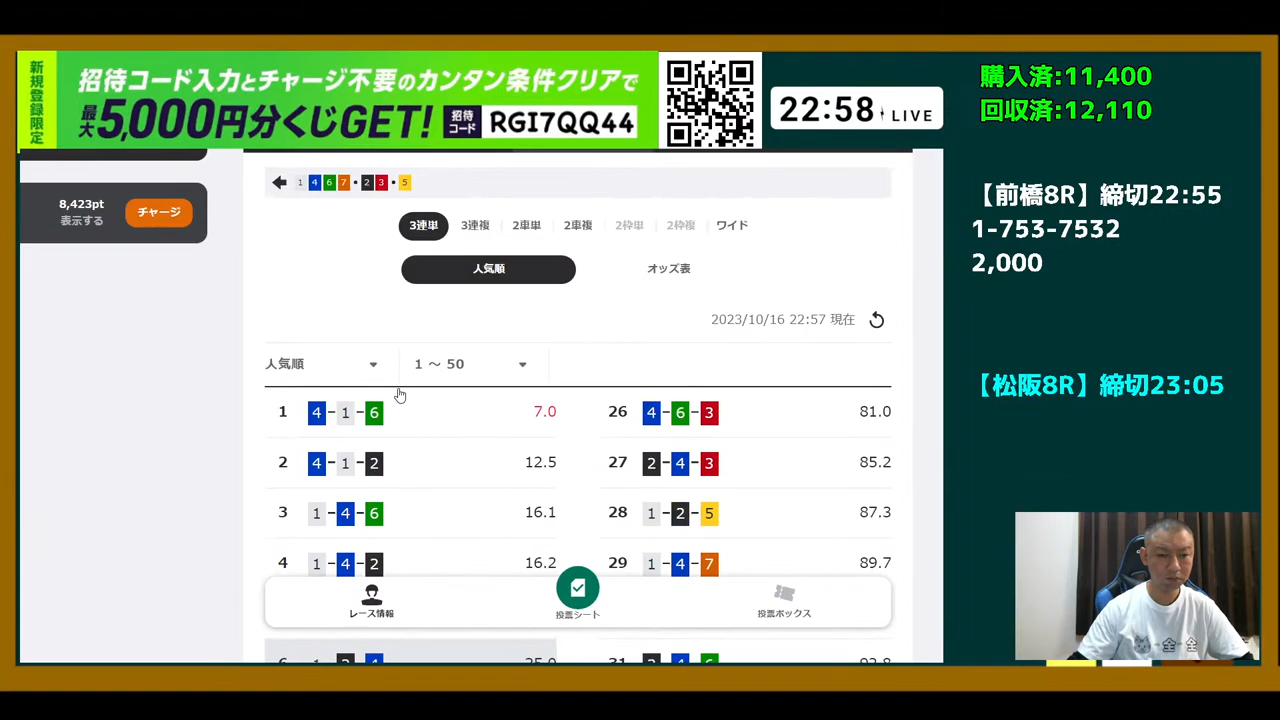 新規登録限定
招待コード入力とチャージ不要のカンタン条件クリアで
最大5,000円分くじGET! 招待コード RGI7QQ44
22:58 LIVE
購入済:11,400
回収済:12,110
【前橋8R】締切22:55
1-753-7532
2,000
【松阪8R】締切23:05
8,423pt
表示する
チャージ
1 4 6 7 • 2 3 • 5
3連単 3連複 2車単 2車複 2枠単 2枠複 ワイド
人気順 オッズ表
2023/10/16 22:57 現在
人気順 1 ～ 50
1 4-1-6 7.0 26 4-6-3 81.0
2 4-1-2 12.5 27 2-4-3 85.2
3 1-4-6 16.1 28 1-2-5 87.3
4 1-4-2 16.2 29 1-4-7 89.7
レース情報 投票シート 投票ボックス